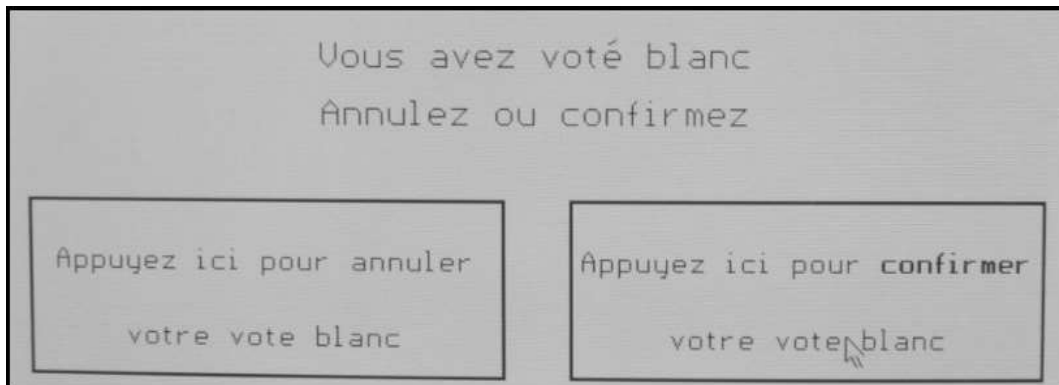 Vous avez voté blanc
Annulez ou confirmez
Appuyez ici pour annuler
votre vote blanc
Appuyez ici pour confirmer
votre vote blanc